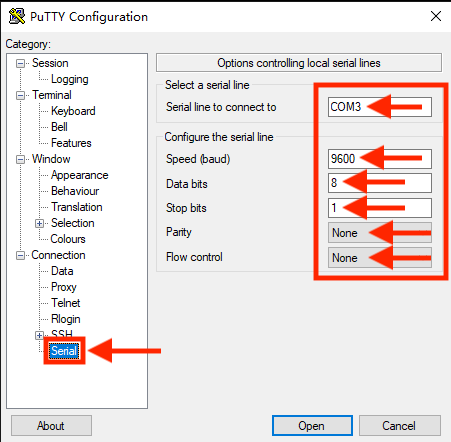 PuTTY Configuration
Category:
Session
Logging
Terminal
Keyboard
Bell
Features
Window
Appearance
Behaviour
Translation
Selection
Colours
Connection
Data
Proxy
Telnet
Rlogin
SSH
Serial
Options controlling local serial lines
Select a serial line
Serial line to connect to COM3
Configure the serial line
Speed (baud) 9600
Data bits 8
Stop bits 1
Parity None
Flow control None
About Open Cancel